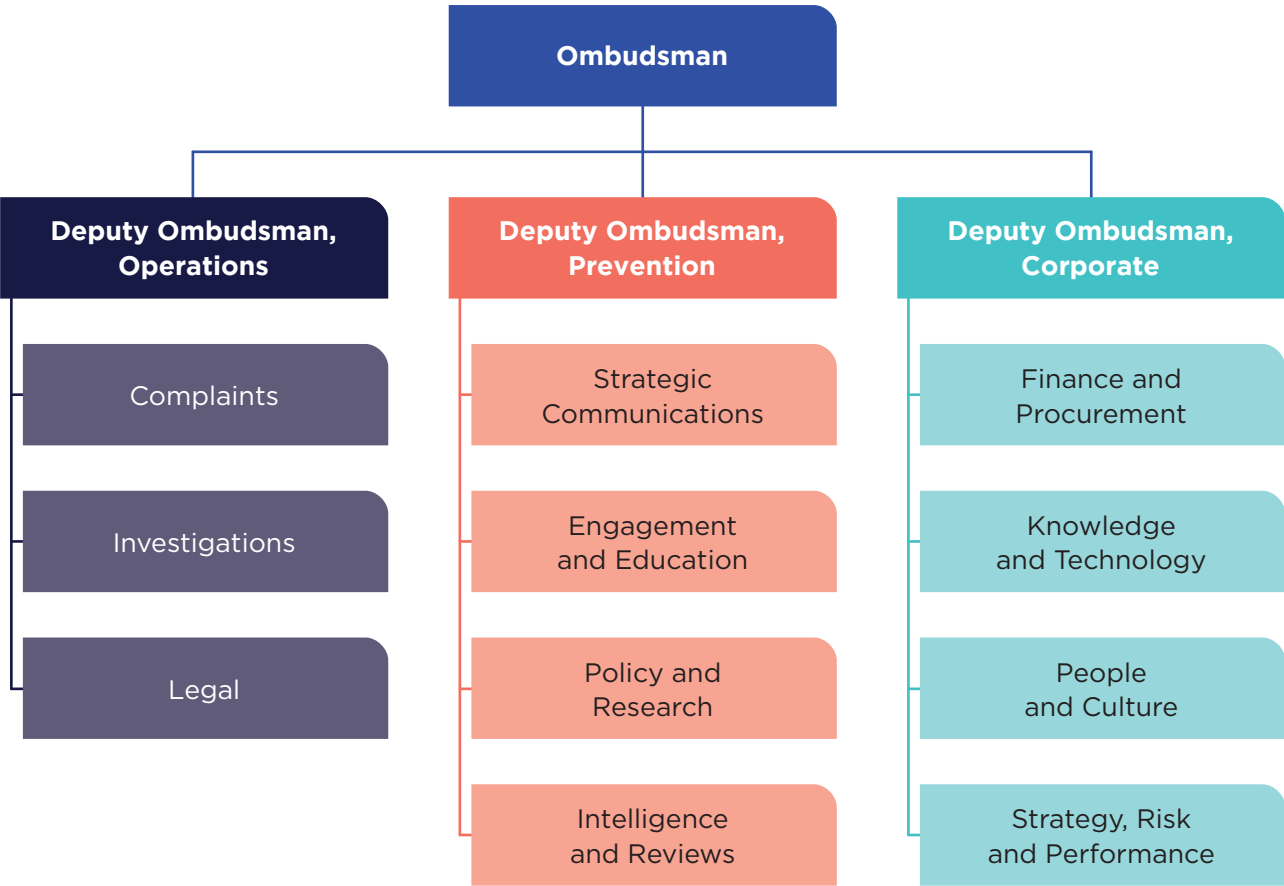 Ombudsman
Deputy Ombudsman,
Operations
Complaints
Investigations
Legal
Deputy Ombudsman,
Prevention
Strategic
Communications
Engagement
and Education
Policy and
Research
Intelligence
and Reviews
Deputy Ombudsman,
Corporate
Finance and
Procurement
Knowledge
and Technology
People
and Culture
Strategy, Risk
and Performance